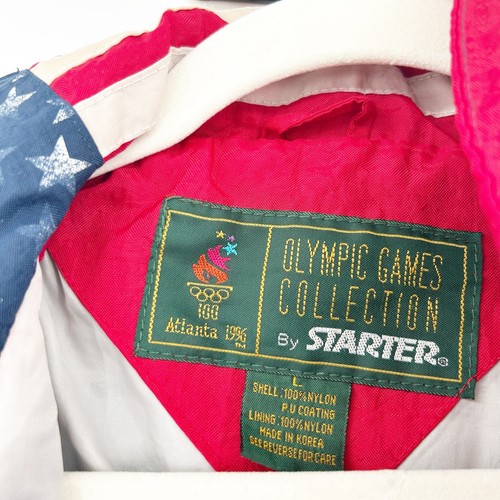 100
Atlanta 1996
TM
OLYMPIC GAMES
COLLECTION
By STARTER®
L
SHELL:100%NYLON
P.U COATING
LINING:100%NYLON
MADE IN KOREA
SEE REVERSE FOR CARE